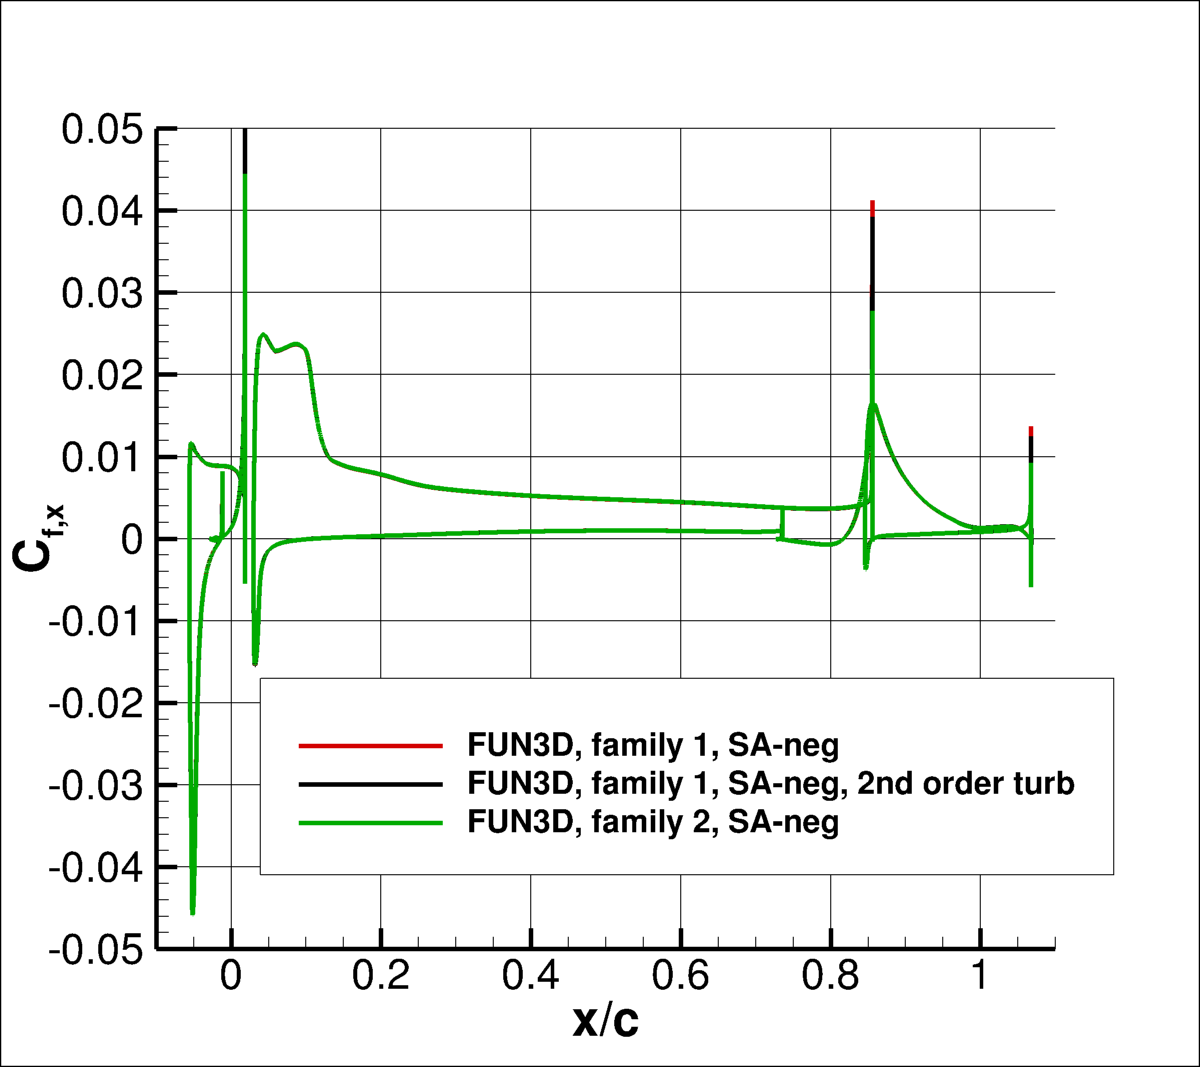 0.05
0.04
0.03
0.02
0.01
0
-0.01
-0.02
-0.03
-0.04
-0.05
C f,x
FUN3D, family 1, SA-neg
FUN3D, family 1, SA-neg, 2nd order turb
FUN3D, family 2, SA-neg
0 0.2 0.4 0.6 0.8 1
x/c